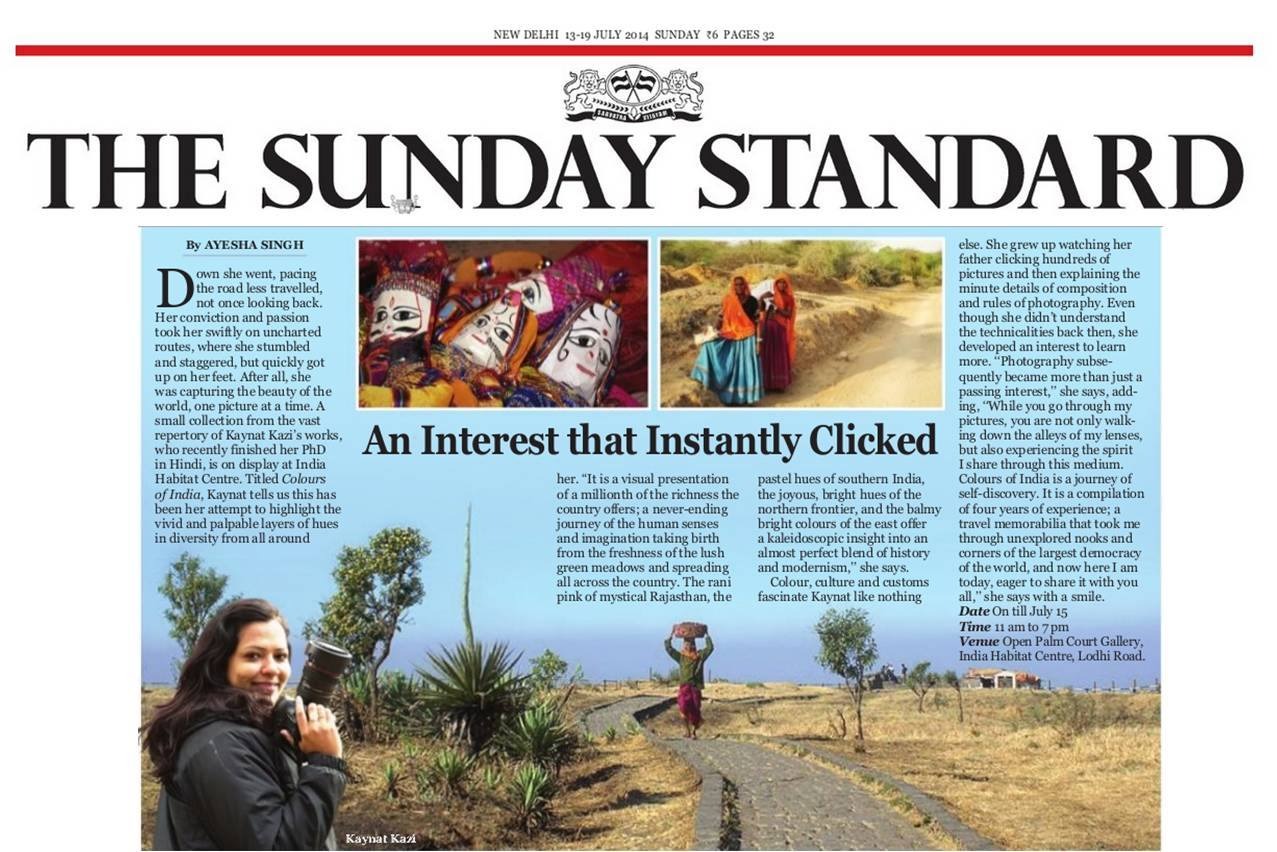 NEW DELHI 13-19 JULY 2014 SUNDAY ₹6 PAGES 32
SARVATRA VIJAYAM
THE SUNDAY STANDARD
By AYESHA SINGH
Down she went, pacing
the road less travelled,
not once looking back.
Her conviction and passion
took her swiftly on uncharted
routes, where she stumbled
and staggered, but quickly got
up on her feet. After all, she
was capturing the beauty of the
world, one picture at a time. A
small collection from the vast
repertory of Kaynat Kazi’s works,
who recently finished her PhD
in Hindi, is on display at India
Habitat Centre. Titled Colours
of India, Kaynat tells us this has
been her attempt to highlight the
vivid and palpable layers of hues
in diversity from all around
An Interest that Instantly Clicked
her. “It is a visual presentation
of a millionth of the richness the
country offers; a never-ending
journey of the human senses
and imagination taking birth
from the freshness of the lush
green meadows and spreading
all across the country. The rani
pink of mystical Rajasthan, the
pastel hues of southern India,
the joyous, bright hues of the
northern frontier, and the balmy
bright colours of the east offer
a kaleidoscopic insight into an
almost perfect blend of history
and modernism,” she says.
Colour, culture and customs
fascinate Kaynat like nothing
else. She grew up watching her
father clicking hundreds of
pictures and then explaining the
minute details of composition
and rules of photography. Even
though she didn’t understand
the technicalities back then, she
developed an interest to learn
more. “Photography subse-
quently became more than just a
passing interest,” she says, add-
ing, “While you go through my
pictures, you are not only walk-
ing down the alleys of my lenses,
but also experiencing the spirit
I share through this medium.
Colours of India is a journey of
self-discovery. It is a compilation
of four years of experience; a
travel memorabilia that took me
through unexplored nooks and
corners of the largest democracy
of the world, and now here I am
today, eager to share it with you
all,” she says with a smile.
Date On till July 15
Time 11 am to 7 pm
Venue Open Palm Court Gallery,
India Habitat Centre, Lodhi Road.
Kaynat Kazi